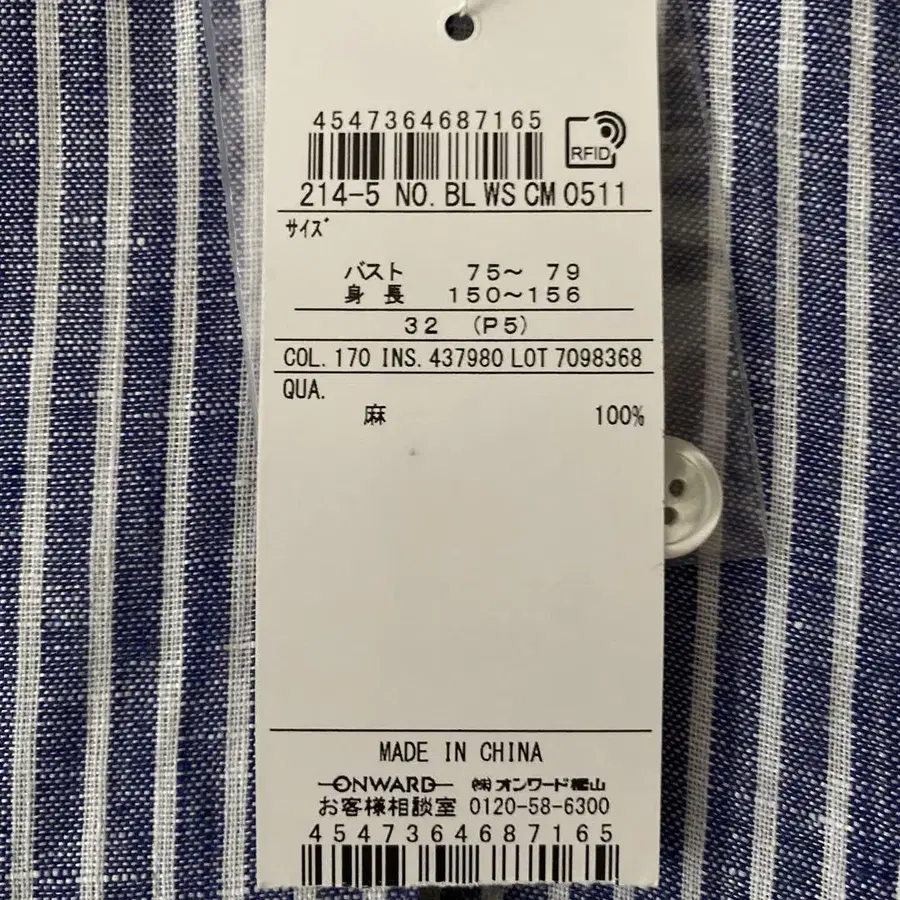 4547364687165
RFID
214-5 NO. BL WS CM 0511
ｻｲｽﾞ
バスト 75～ 79
身長 150～156
32 (P5)
COL. 170 INS. 437980 LOT 7098368
QUA.
麻 100%
MADE IN CHINA
ONWARD ㈱オンワード樫山
お客様相談室 0120-58-6300
4547364687165